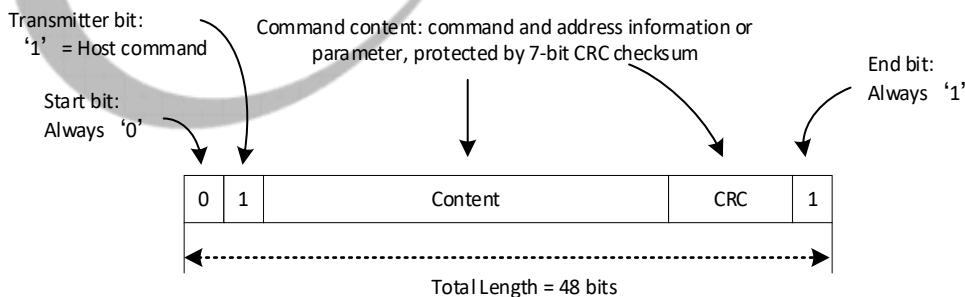 Transmitter bit:
‘1’ = Host command
Command content: command and address information or
parameter, protected by 7-bit CRC checksum
End bit:
Always ‘1’
Start bit:
Always ‘0’
0 1 Content CRC 1
Total Length = 48 bits